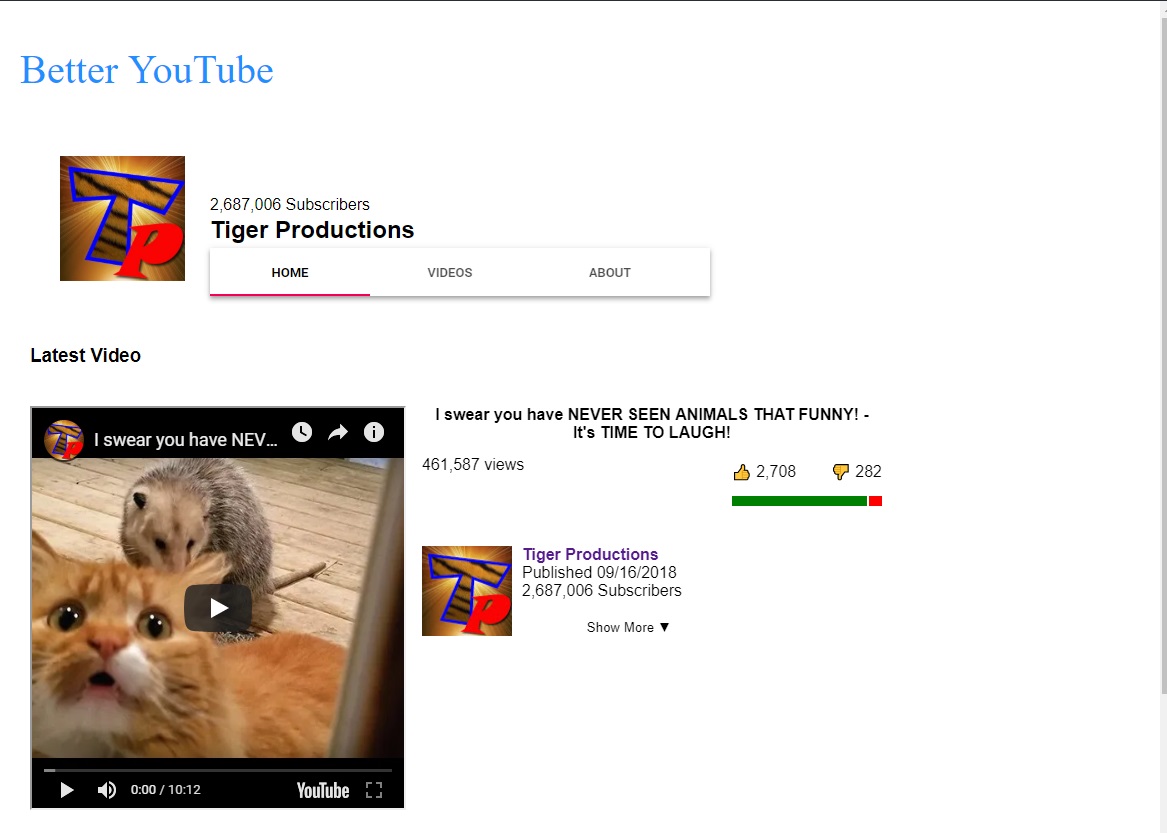 Better YouTube
TP
2,687,006 Subscribers
Tiger Productions
HOME VIDEOS ABOUT
Latest Video
TP I swear you have NEV...
0:00 / 10:12 YouTube
I swear you have NEVER SEEN ANIMALS THAT FUNNY! -
It's TIME TO LAUGH!
461,587 views
2,708 282
TP
Tiger Productions
Published 09/16/2018
2,687,006 Subscribers
Show More ▼